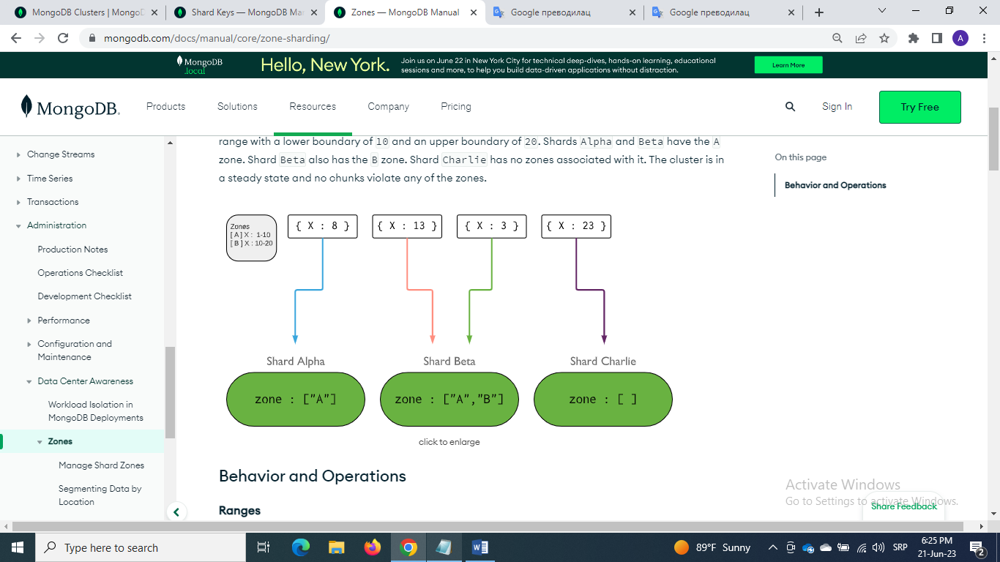 MongoDB Clusters | MongoD
Shard Keys — MongoDB Ma
Zones — MongoDB Manual
Google преводилац
Google преводилац
mongodb.com/docs/manual/core/zone-sharding/
A
MongoDB
.local
Hello, New York.
Join us on June 22 in New York City for technical deep-dives, hands-on learning, educational
sessions and more, to help you build data-driven applications without distraction.
Learn More
MongoDB.
Products
Solutions
Resources
Company
Pricing
Sign In
Try Free
Change Streams
Time Series
Transactions
Administration
Production Notes
Operations Checklist
Development Checklist
Performance
Configuration and
Maintenance
Data Center Awareness
Workload Isolation in
MongoDB Deployments
Zones
Manage Shard Zones
Segmenting Data by
Location
range with a lower boundary of 10 and an upper boundary of 20. Shards Alpha and Beta have the A
zone. Shard Beta also has the B zone. Shard Charlie has no zones associated with it. The cluster is in
a steady state and no chunks violate any of the zones.
Zones
[ A ] X : 1-10
[ B ] X : 10-20
{ X : 8 }
{ X : 13 }
{ X : 3 }
{ X : 23 }
Shard Alpha
Shard Beta
Shard Charlie
zone : ["A"]
zone : ["A","B"]
zone : [ ]
click to enlarge
Behavior and Operations
Ranges
On this page
Behavior and Operations
Activate Windows
Go to Settings to activate Windows.
Share Feedback
Type here to search
89°F Sunny
SRP
6:25 PM
21-Jun-23
2